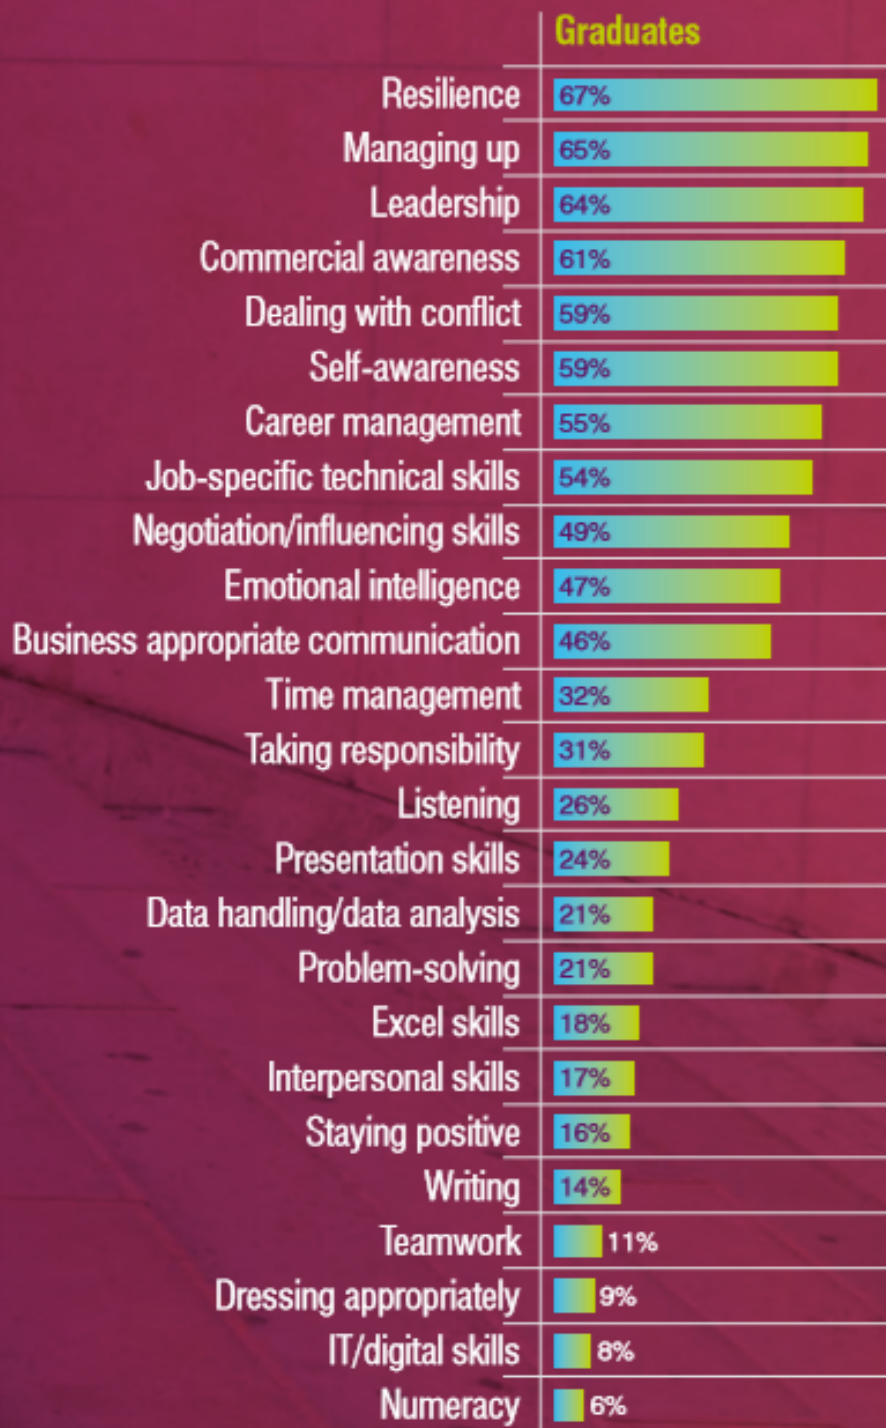 Graduates
Resilience 67%
Managing up 65%
Leadership 64%
Commercial awareness 61%
Dealing with conflict 59%
Self-awareness 59%
Career management 55%
Job-specific technical skills 54%
Negotiation/influencing skills 49%
Emotional intelligence 47%
Business appropriate communication 46%
Time management 32%
Taking responsibility 31%
Listening 26%
Presentation skills 24%
Data handling/data analysis 21%
Problem-solving 21%
Excel skills 18%
Interpersonal skills 17%
Staying positive 16%
Writing 14%
Teamwork 11%
Dressing appropriately 9%
IT/digital skills 8%
Numeracy 6%